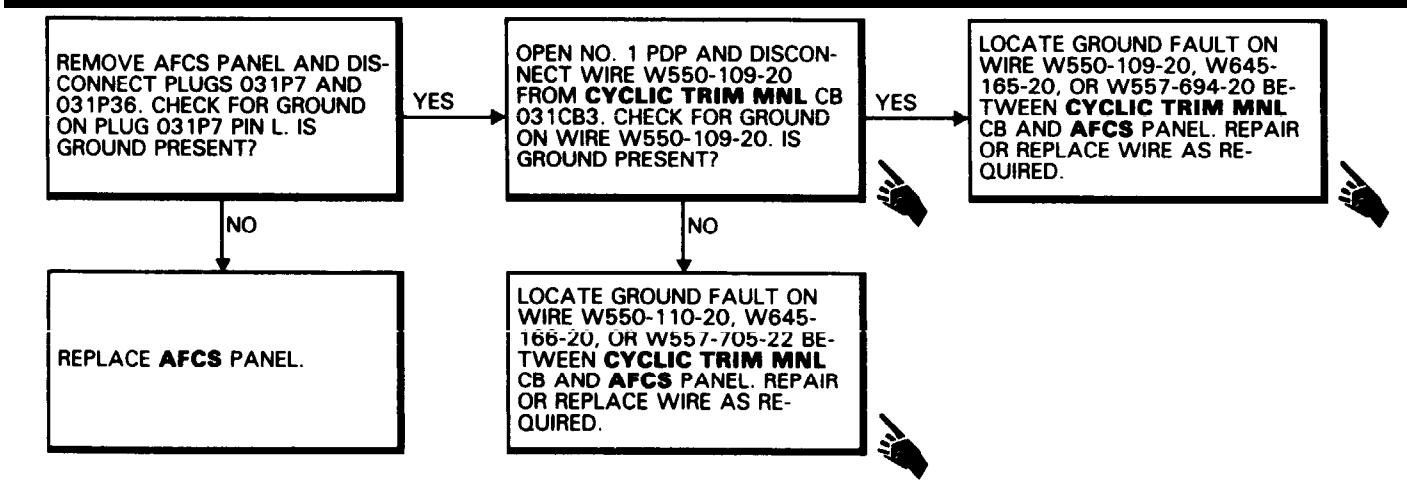 REMOVE AFCS PANEL AND DIS-
CONNECT PLUGS 031P7 AND
031P36. CHECK FOR GROUND
ON PLUG 031P7 PIN L. IS
GROUND PRESENT?
YES
OPEN NO. 1 PDP AND DISCON-
NECT WIRE W550-109-20
FROM CYCLIC TRIM MNL CB
031CB3. CHECK FOR GROUND
ON WIRE W550-109-20. IS
GROUND PRESENT?
YES
LOCATE GROUND FAULT ON
WIRE W550-109-20, W645-
165-20, OR W557-694-20 BE-
TWEEN CYCLIC TRIM MNL
CB AND AFCS PANEL. REPAIR
OR REPLACE WIRE AS RE-
QUIRED.
NO
NO
REPLACE AFCS PANEL.
LOCATE GROUND FAULT ON
WIRE W550-110-20, W645-
166-20, OR W557-705-22 BE-
TWEEN CYCLIC TRIM MNL
CB AND AFCS PANEL. REPAIR
OR REPLACE WIRE AS RE-
QUIRED.